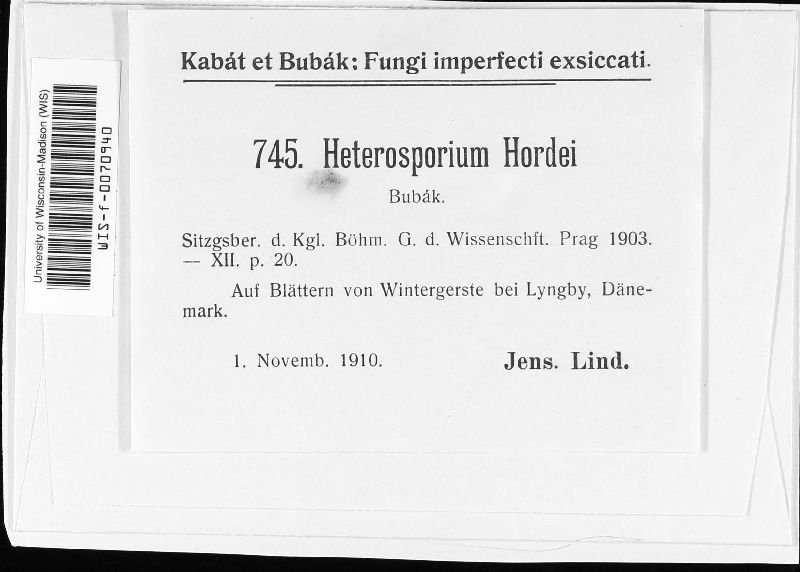 Kabát et Bubák: Fungi imperfecti exsiccati.
745. Heterosporium Hordei
Bubák.
Sitzgsber. d. Kgl. Böhm. G. d. Wissenschft. Prag 1903.
— XII. p. 20.
Auf Blättern von Wintergerste bei Lyngby, Däne-
mark.
1. Novemb. 1910. Jens. Lind.
University of Wisconsin-Madison (WIS)
WIS-f-0070940